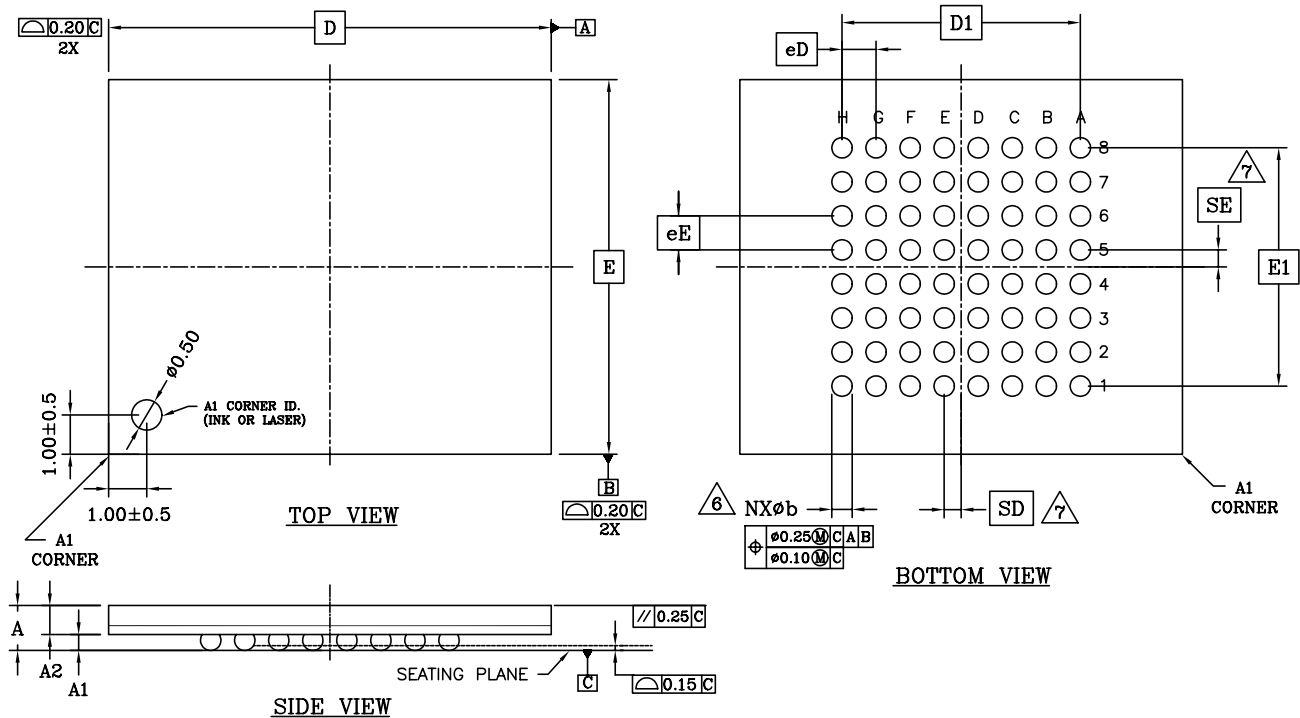 ⌓ 0.20 C
2X
D
A
E
ø0.50
A1 CORNER ID.
(INK OR LASER)
1.00±0.5
1.00±0.5
A1
CORNER
TOP VIEW
B
⌓ 0.20 C
2X
D1
eD
H G F E D C B A
8
7
6
5
4
3
2
1
7
SE
eE
E1
6 NXøb
⌖ ø0.25Ⓜ C A B
ø0.10Ⓜ C
SD 7
A1
CORNER
BOTTOM VIEW
A
A2
A1
// 0.25 C
SEATING PLANE
C
⌓ 0.15 C
SIDE VIEW